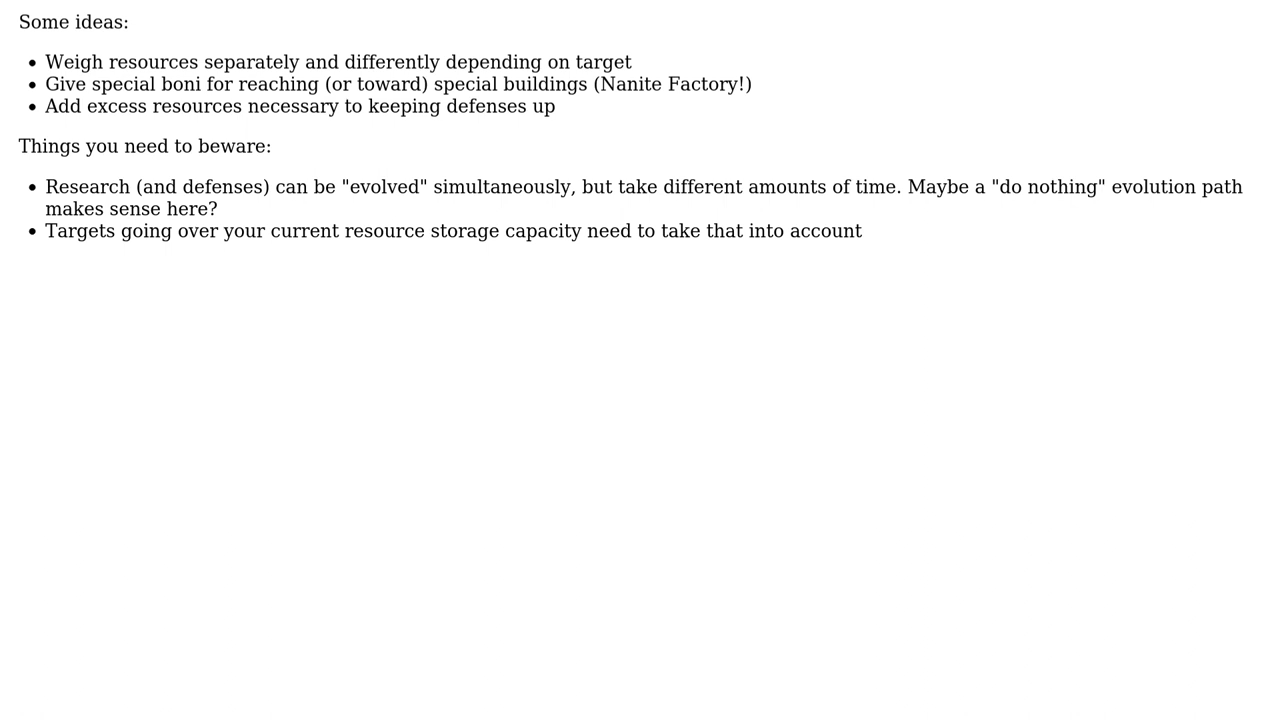 Some ideas:
• Weigh resources separately and differently depending on target
• Give special boni for reaching (or toward) special buildings (Nanite Factory!)
• Add excess resources necessary to keeping defenses up
Things you need to beware:
• Research (and defenses) can be "evolved" simultaneously, but take different amounts of time. Maybe a "do nothing" evolution path
makes sense here?
• Targets going over your current resource storage capacity need to take that into account